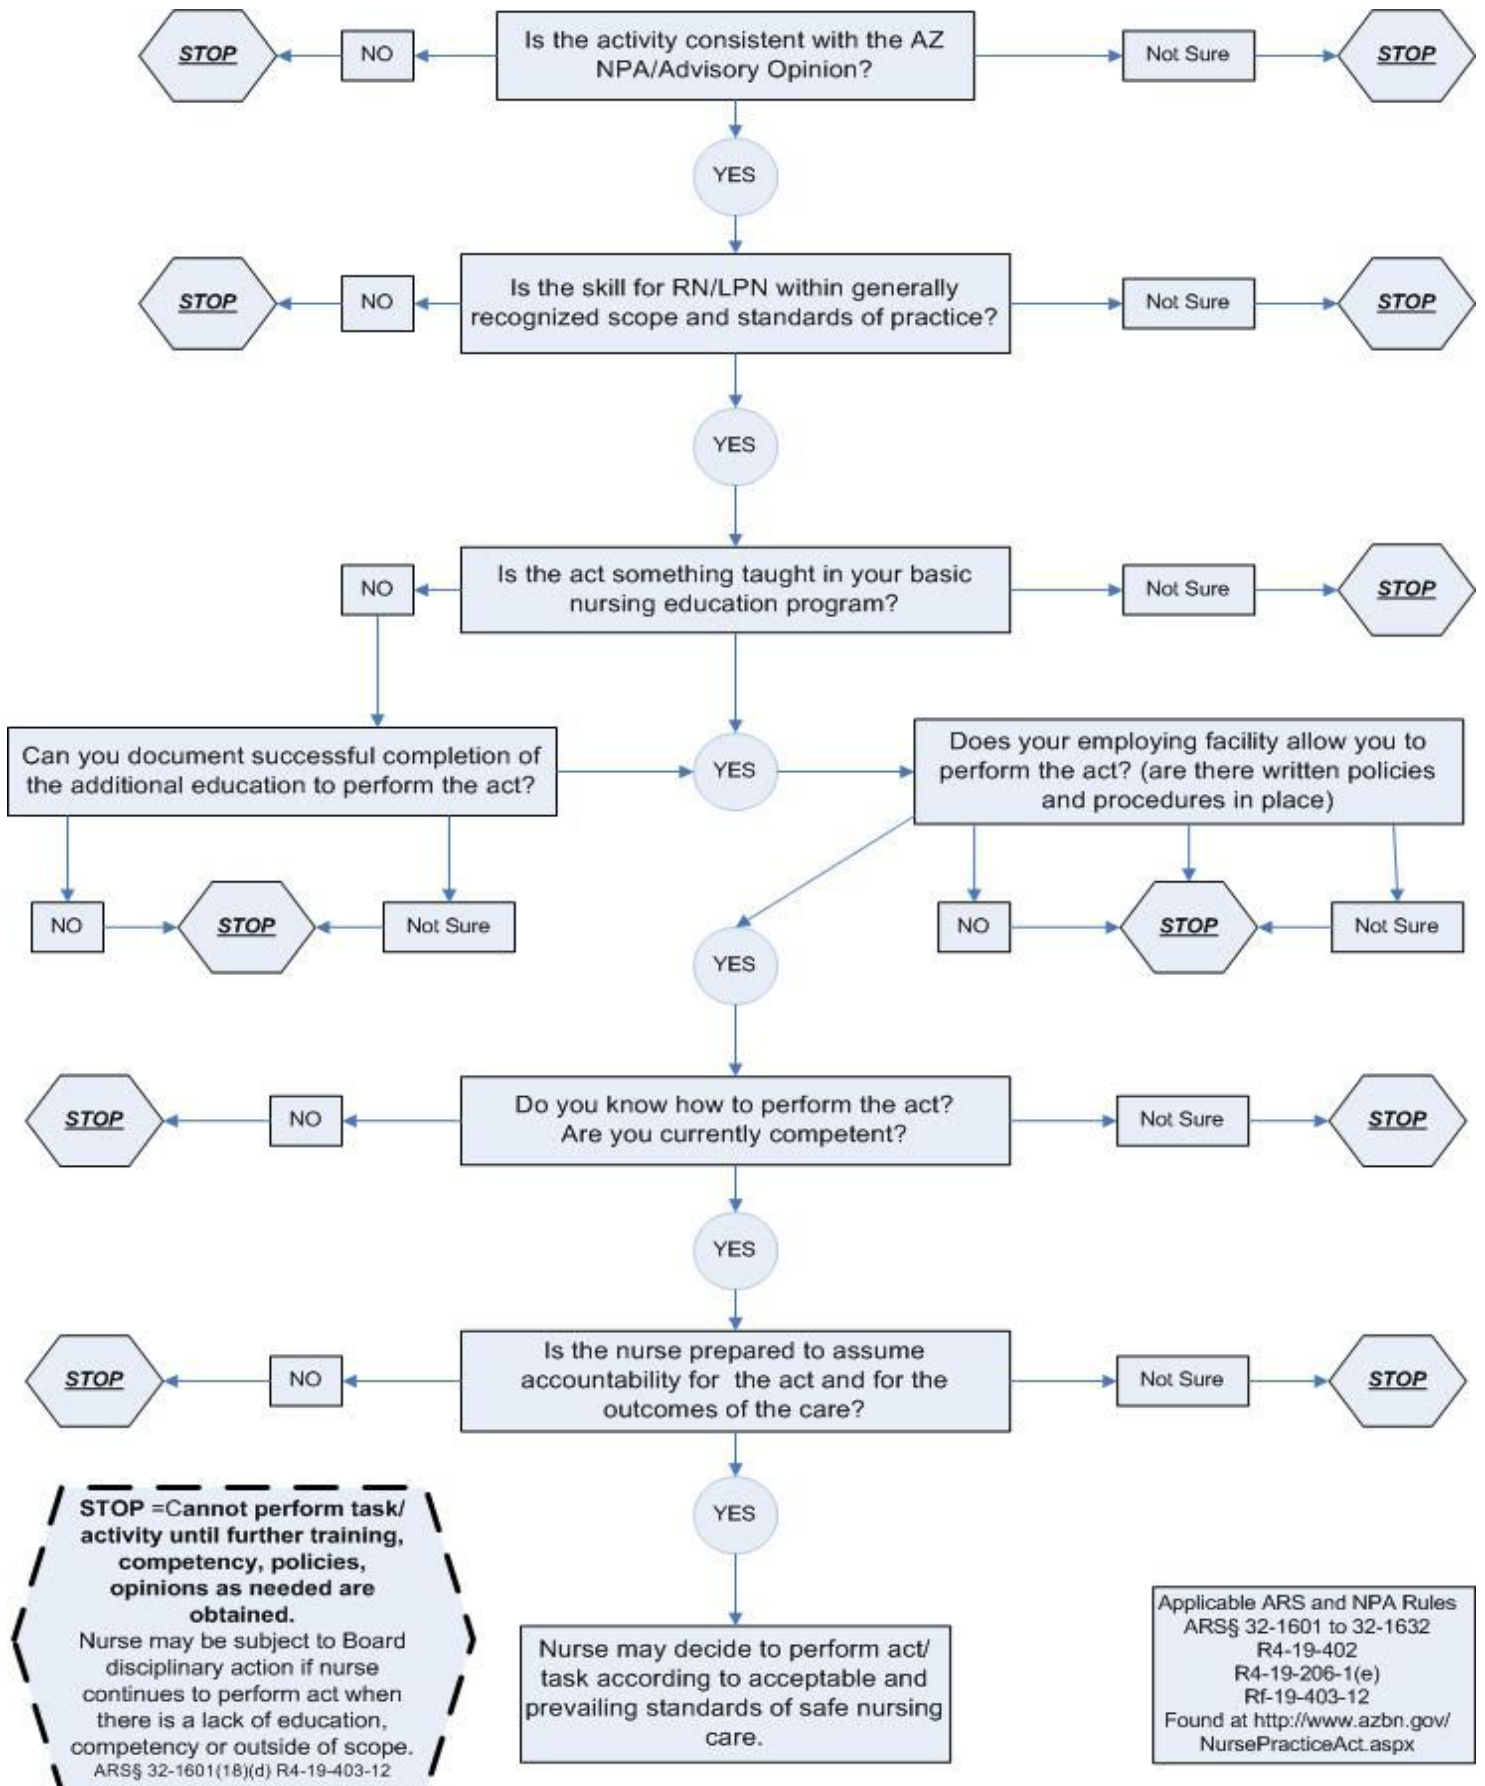 STOP
NO
Is the activity consistent with the AZ
NPA/Advisory Opinion?
Not Sure
STOP
YES
STOP
NO
Is the skill for RN/LPN within generally
recognized scope and standards of practice?
Not Sure
STOP
YES
NO
Is the act something taught in your basic
nursing education program?
Not Sure
STOP
Can you document successful completion of
the additional education to perform the act?
YES
Does your employing facility allow you to
perform the act? (are there written policies
and procedures in place)
NO
STOP
Not Sure
NO
STOP
Not Sure
YES
STOP
NO
Do you know how to perform the act?
Are you currently competent?
Not Sure
STOP
YES
STOP
NO
Is the nurse prepared to assume
accountability for the act and for the
outcomes of the care?
Not Sure
STOP
YES
STOP =Cannot perform task/
activity until further training,
competency, policies,
opinions as needed are
obtained.
Nurse may be subject to Board
disciplinary action if nurse
continues to perform act when
there is a lack of education,
competency or outside of scope.
ARS§ 32-1601(18)(d) R4-19-403-12
Nurse may decide to perform act/
task according to acceptable and
prevailing standards of safe nursing
care.
Applicable ARS and NPA Rules
ARS§ 32-1601 to 32-1632
R4-19-402
R4-19-206-1(e)
Rf-19-403-12
Found at http://www.azbn.gov/
NursePracticeAct.aspx